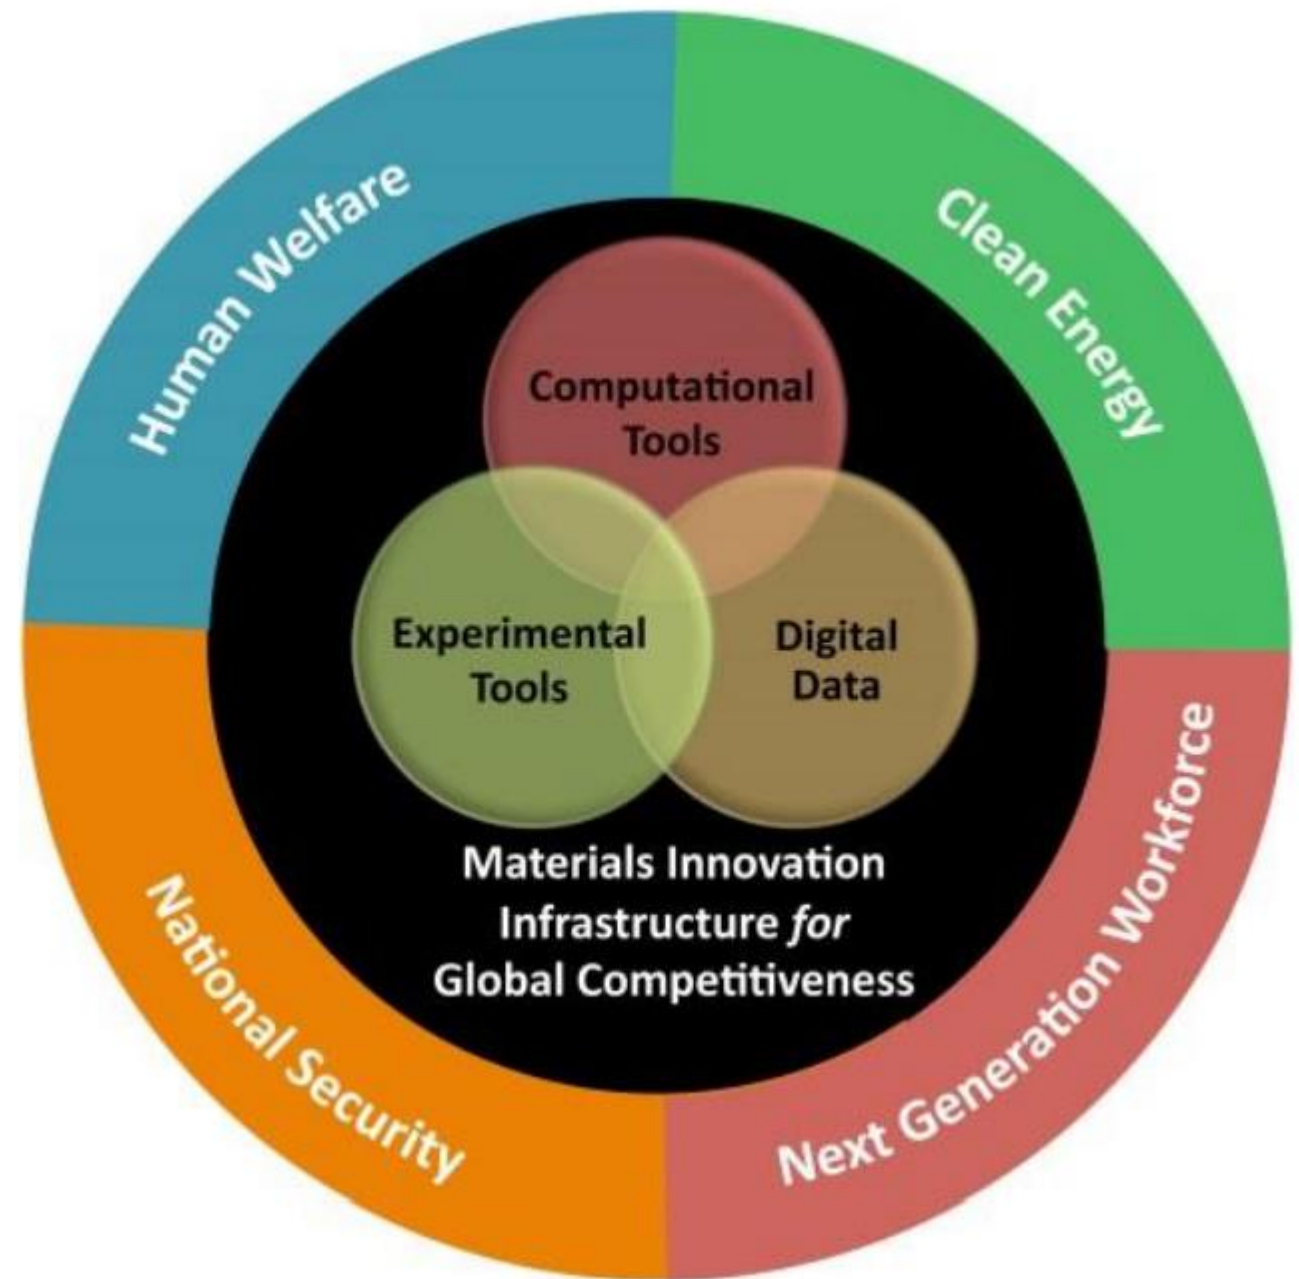 Human Welfare
Clean Energy
Computational
Tools
Experimental
Tools
Digital
Data
Materials Innovation
Infrastructure for
Global Competitiveness
National Security
Next Generation Workforce